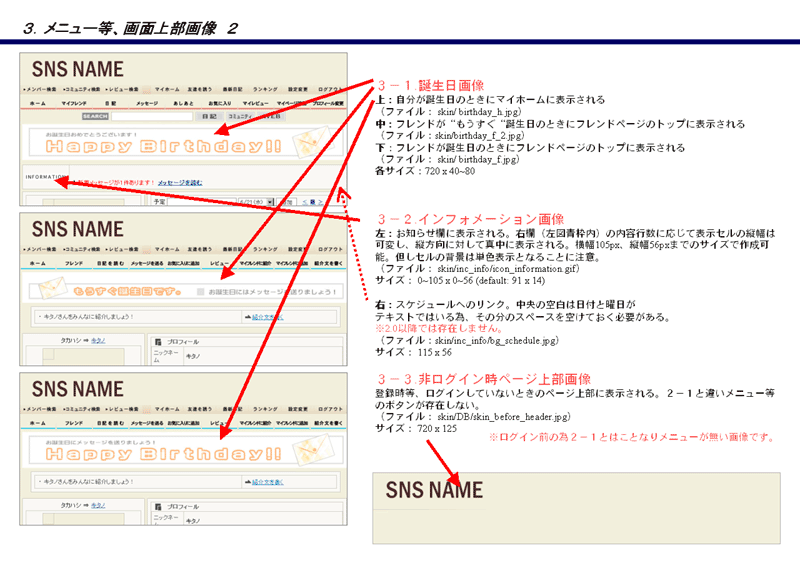 ３．メニュー等、画面上部画像　２
SNS NAME
▸メンバー検索 ▸コミュニティ検索 ▸レビュー検索 マイホーム 友達を誘う 最新日記 ランキング 設定変更 ログアウト
ホーム マイフレンド 日記 メッセージ あしあと お気に入り マイレビュー マイページ確認 プロフィール変更
SEARCH 日記 コミュニティ WEB
お誕生日おめでとうございます！
Happy Birthday!!
INFORMATION
新着メッセージが1件あります！ メッセージを読む
予定
SNS NAME
▸メンバー検索 ▸コミュニティ検索 ▸レビュー検索 マイホーム 友達を誘う 最新日記 ランキング 設定変更 ログアウト
ホーム フレンド 日記を読む メッセージを送る お気に入りに追加 レビュー マイフレンドに紹介 マイフレンドに追加 紹介文を書く
もうすぐ誕生日です。 お誕生日にはメッセージを送りましょう！
・キタノさんをみんなに紹介しましょう！ 紹介文を書く
タカハシ ⇒ キタノ
プロフィール
ニックネーム キタノ
SNS NAME
▸メンバー検索 ▸コミュニティ検索 ▸レビュー検索 マイホーム 友達を誘う 最新日記 ランキング 設定変更 ログアウト
ホーム フレンド 日記を読む メッセージを送る お気に入りに追加 レビュー マイフレンドに紹介 マイフレンドに追加 紹介文を書く
お誕生日にメッセージを送りましょう！
Happy Birthday!!
・キタノさんをみんなに紹介しましょう！ 紹介文を書く
タカハシ ⇒ キタノ
プロフィール
ニックネーム キタノ
３－１.誕生日画像
上：自分が誕生日のときにマイホームに表示される
（ファイル： skin/ birthday_h.jpg）
中：フレンドが“もうすぐ“誕生日のときにフレンドページのトップに表示される
（ファイル：skin/birthday_f_2.jpg）
下：フレンドが誕生日のときにフレンドページのトップに表示される
（ファイル： skin/ birthday_f.jpg）
各サイズ：720 x 40~80
３－２.インフォメーション画像
左：お知らせ欄に表示される。右欄（左図青枠内）の内容行数に応じて表示セルの縦幅は
可変し、縦方向に対して真中に表示される。横幅105px、縦幅56pxまでのサイズで作成可
能。但しセルの背景は単色表示となることに注意。
（ファイル： skin/inc_info/icon_information.gif）
サイズ： 0~105 x 0~56 (default: 91 x 14)
右：スケジュールへのリンク。中央の空白は日付と曜日が
テキストではいる為、その分のスペースを空けておく必要がある。
※2.0以降では存在しません。
（ファイル：skin/inc_info/bg_schedule.jpg）
サイズ： 115 x 56
３－３.非ログイン時ページ上部画像
登録時等、ログインしていないときのページ上部に表示される。２－１と違いメニュー等
のボタンが存在しない。
（ファイル： skin/DB/skin_before_header.jpg）
サイズ： 720 x 125
※ログイン前の為２－１とはことなりメニューが無い画像です。
SNS NAME